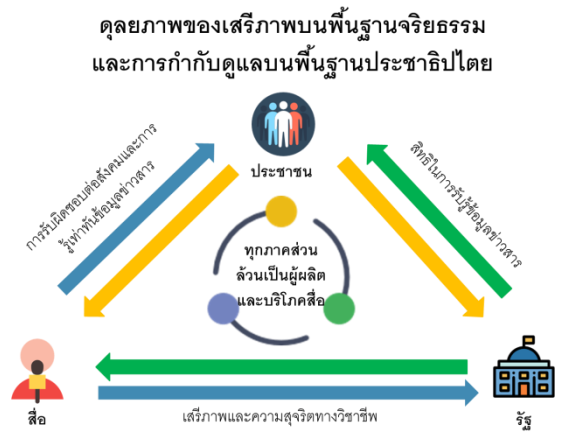 ดุลยภาพของเสรีภาพบนพื้นฐานจริยธรรม
และการกำกับดูแลบนพื้นฐานประชาธิปไตย
ประชาชน
การรับผิดชอบต่อสังคมและการ
รู้เท่าทันข้อมูลข่าวสาร
สิทธิในการรับรู้ข้อมูลข่าวสาร
ทุกภาคส่วน
ล้วนเป็นผู้ผลิต
และบริโภคสื่อ
สื่อ
เสรีภาพและความสุจริตทางวิชาชีพ
รัฐ